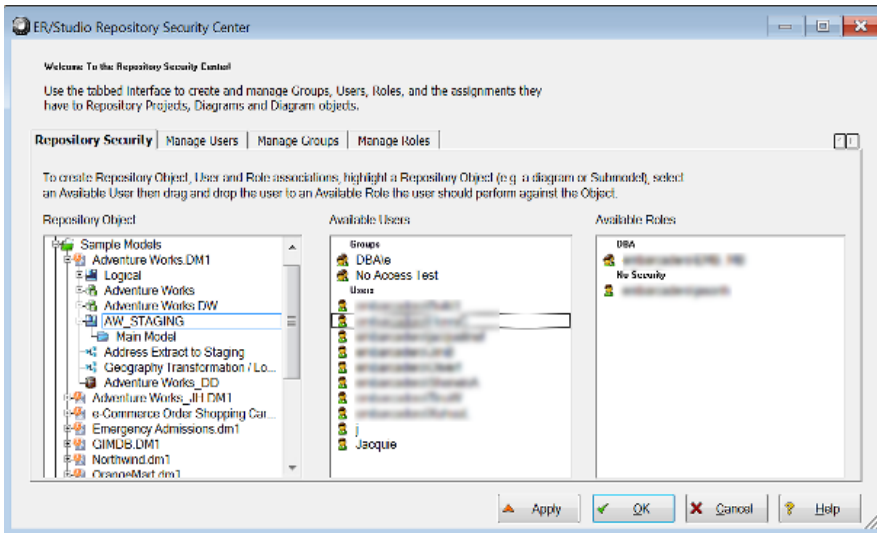 ER/Studio Repository Security Center
Welcome To the Repository Security Center!
Use the tabbed Interface to create and manage Groups, Users, Roles, and the assignments they
have to Repository Projects, Diagrams and Diagram objects.
Repository Security Manage Users Manage Groups Manage Roles
To create Repository Object, User and Role associations, highlight a Repository Object (e.g. a diagram or Submodel), select
an Available User then drag and drop the user to an Available Role the user should perform against the Object.
Repository Object
Sample Models
Adventure Works.DM1
Logical
Adventure Works
Adventure Works DW
AW_STAGING
Main Model
Address Extract to Staging
Geography Transformation / Lo...
Adventure Works_DD
Adventure Works_JH.DM1
e-Commerce Order Shopping Car...
Emergency Admissions.dm1
GIMDB.DM1
Northwind.dm1
OrangeMart.dm1
Available Users
Groups
DBA\e
No Access Test
Users
j
Jacquie
Available Roles
DBA
No Security
Apply OK Cancel Help